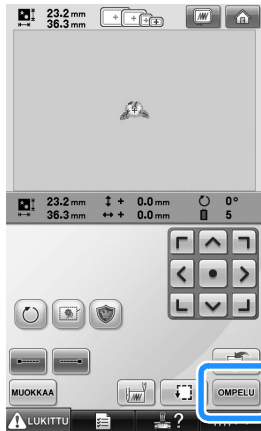 23.2 mm
36.3 mm
23.2 mm + 0.0 mm 0°
36.3 mm + 0.0 mm 5
MUOKKAA
OMPELU
LUKITTU
?